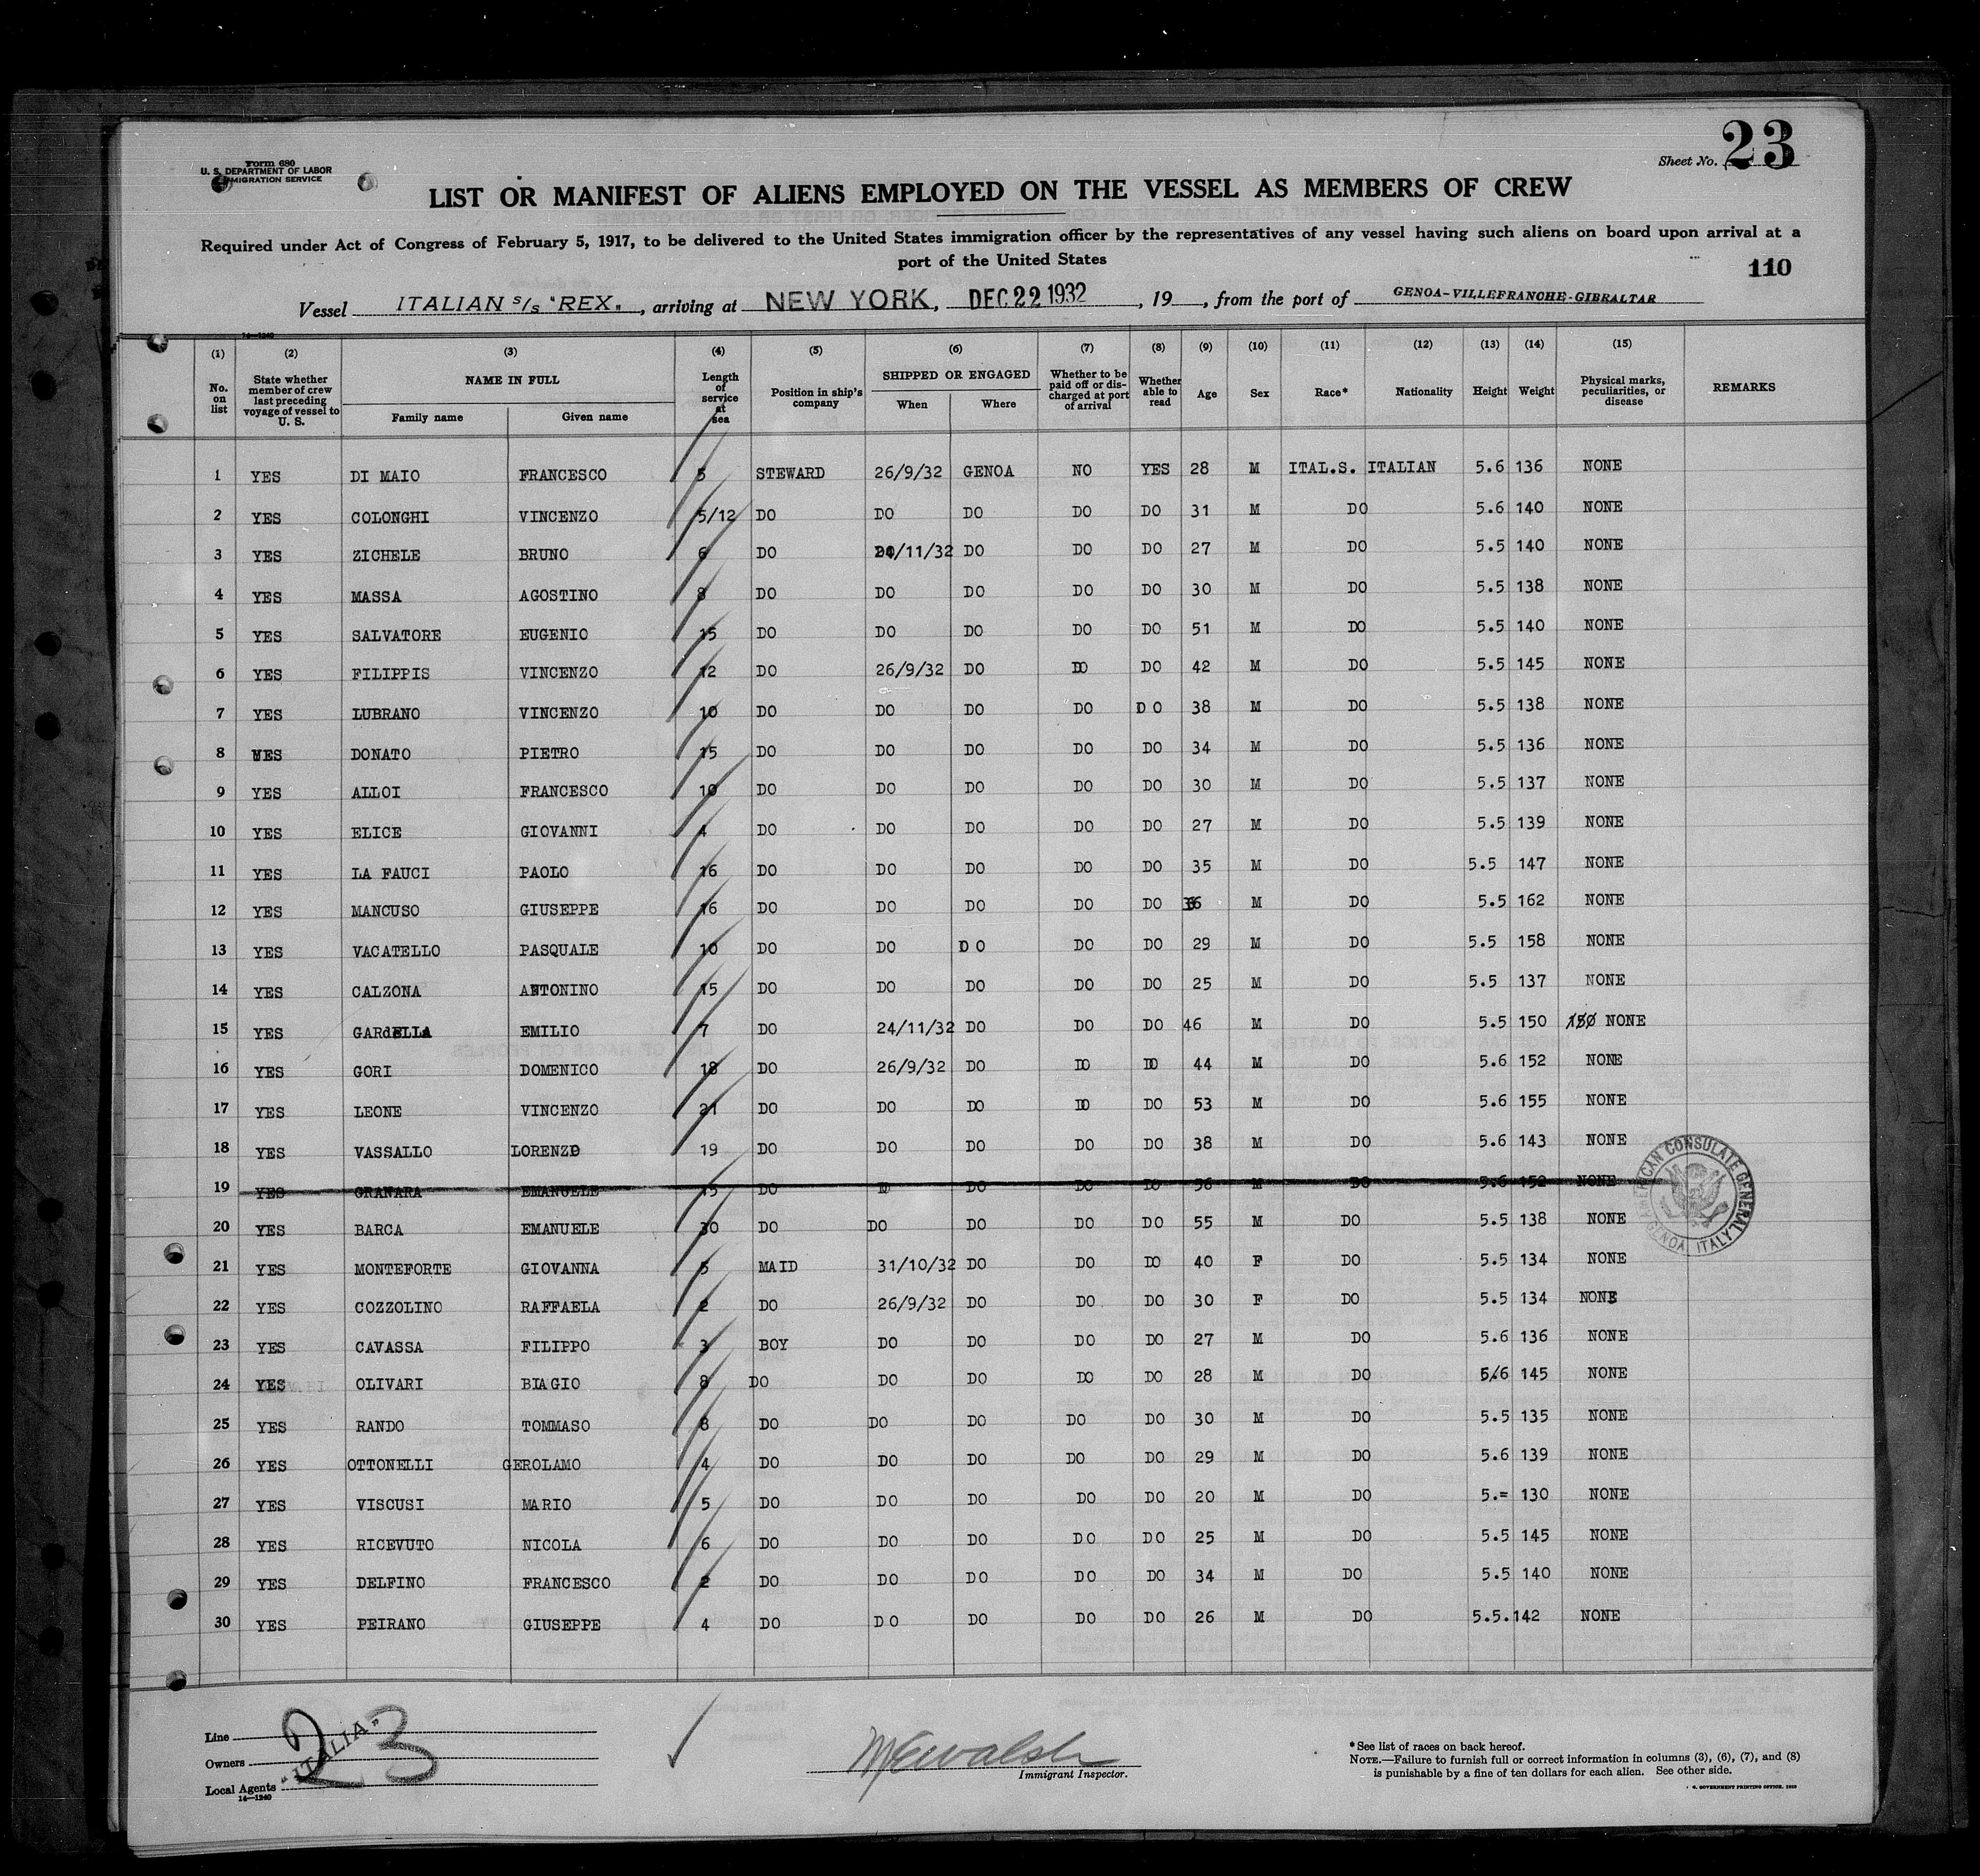 Form 680
U. S. DEPARTMENT OF LABOR
IMMIGRATION SERVICE
Sheet No. 23
LIST OR MANIFEST OF ALIENS EMPLOYED ON THE VESSEL AS MEMBERS OF CREW
Required under Act of Congress of February 5, 1917, to be delivered to the United States immigration officer by the representatives of any vessel having such aliens on board upon arrival at a
port of the United States
110
Vessel ITALIAN S/S "REX", arriving at NEW YORK, DEC 22 1932, 19, from the port of GENOA-VILLEFRANCHE-GIBRALTAR
14—1240
(1) (2) (3) (4) (5) (6) (7) (8) (9) (10) (11) (12) (13) (14) (15)
No. on list State whether member of crew last preceding voyage of vessel to U. S. NAME IN FULL Family name Given name Length of service at sea Position in ship's company SHIPPED OR ENGAGED When Where Whether to be paid off or discharged at port of arrival Whether able to read Age Sex Race* Nationality Height Weight Physical marks, peculiarities, or disease REMARKS
1 YES DI MAIO FRANCESCO 5 STEWARD 26/9/32 GENOA NO YES 28 M ITAL.S. ITALIAN 5.6 136 NONE
2 YES COLONGHI VINCENZO 5/12 DO DO DO DO DO 31 M DO 5.6 140 NONE
3 YES ZICHELE BRUNO 6 DO 24/11/32 DO DO DO 27 M DO 5.5 140 NONE
4 YES MASSA AGOSTINO 8 DO DO DO DO DO 30 M DO 5.5 138 NONE
5 YES SALVATORE EUGENIO 15 DO DO DO DO DO 51 M DO 5.5 140 NONE
6 YES FILIPPIS VINCENZO 12 DO 26/9/32 DO DO DO 42 M DO 5.5 145 NONE
7 YES LUBRANO VINCENZO 10 DO DO DO DO D O 38 M DO 5.5 138 NONE
8 YES DONATO PIETRO 15 DO DO DO DO DO 34 M DO 5.5 136 NONE
9 YES ALLOI FRANCESCO 10 DO DO DO DO DO 30 M DO 5.5 137 NONE
10 YES ELICE GIOVANNI 4 DO DO DO DO DO 27 M DO 5.5 139 NONE
11 YES LA FAUCI PAOLO 16 DO DO DO DO DO 35 M DO 5.5 147 NONE
12 YES MANCUSO GIUSEPPE 16 DO DO DO DO DO 36 M DO 5.5 162 NONE
13 YES VACATELLO PASQUALE 10 DO DO D O DO DO 29 M DO 5.5 158 NONE
14 YES CALZONA ANTONINO 15 DO DO DO DO DO 25 M DO 5.5 137 NONE
15 YES GARdELLA EMILIO 7 DO 24/11/32 DO DO DO 46 M DO 5.5 150 150 NONE
16 YES GORI DOMENICO 18 DO 26/9/32 DO DO DO 44 M DO 5.6 152 NONE
17 YES LEONE VINCENZO 21 DO DO DO DO DO 53 M DO 5.6 155 NONE
18 YES VASSALLO LORENZO 19 DO DO DO DO DO 38 M DO 5.6 143 NONE
19 YES GRANARA EMANUELE 15 DO D DO DO DO 56 M DO 5.6 152 NONE
20 YES BARCA EMANUELE 30 DO DO DO DO DO 55 M DO 5.5 138 NONE
21 YES MONTEFORTE GIOVANNA 5 MAID 31/10/32 DO DO DO 40 F DO 5.5 134 NONE
22 YES COZZOLINO RAFFAELA 2 DO 26/9/32 DO DO DO 30 F DO 5.5 134 NONE
23 YES CAVASSA FILIPPO 3 BOY DO DO DO DO 27 M DO 5.6 136 NONE
24 YES OLIVARI BIAGIO 8 DO DO DO DO DO 28 M DO 5/6 145 NONE
25 YES RANDO TOMMASO 8 DO DO DO DO DO 30 M DO 5.5 135 NONE
26 YES OTTONELLI GEROLAMO 4 DO DO DO DO DO 29 M DO 5.6 139 NONE
27 YES VISCUSI MARIO 5 DO DO DO DO DO 20 M DO 5.= 130 NONE
28 YES RICEVUTO NICOLA 6 DO DO DO DO DO 25 M DO 5.5 145 NONE
29 YES DELFINO FRANCESCO 2 DO DO DO DO DO 34 M DO 5.5 140 NONE
30 YES PEIRANO GIUSEPPE 4 DO D O DO DO DO 26 M DO 5.5. 142 NONE
AMERICAN CONSULATE GENERAL
GENOA, ITALY
Line
Owners
Local Agents
"ITALIA"
23
14—1240
Immigrant Inspector.
* See list of races on back hereof.
NOTE.—Failure to furnish full or correct information in columns (3), (6), (7), and (8)
is punishable by a fine of ten dollars for each alien. See other side.